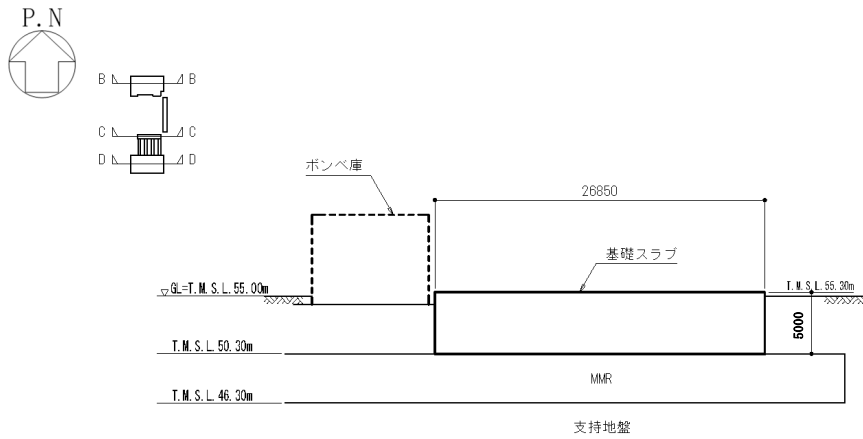 P.N
B B
C C
D D
ボンベ庫
26850
基礎スラブ
GL=T.M.S.L.55.00m
T.M.S.L.55.30m
5000
T.M.S.L.50.30m
MMR
T.M.S.L.46.30m
支持地盤